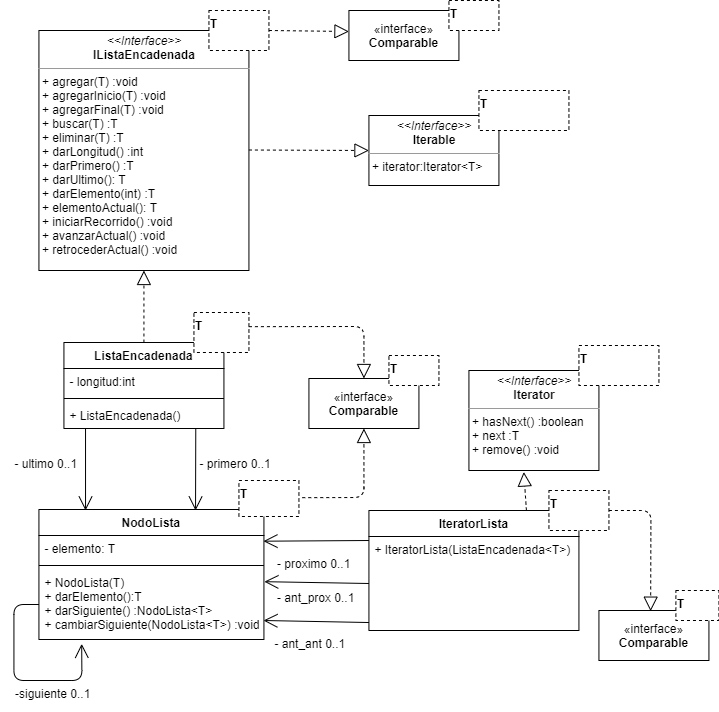 T
<<Interface>>
IListaEncadenada
+ agregar(T) :void
+ agregarInicio(T) :void
+ agregarFinal(T) :void
+ buscar(T) :T
+ eliminar(T) :T
+ darLongitud() :int
+ darPrimero() :T
+ darUltimo(): T
+ darElemento(int) :T
+ elementoActual(): T
+ iniciarRecorrido() :void
+ avanzarActual() :void
+ retrocederActual() :void
T
«interface»
Comparable
T
<<Interface>>
Iterable
+ iterator:Iterator<T>
T
ListaEncadenada
- longitud:int
+ ListaEncadenada()
T
«interface»
Comparable
T
<<Interface>>
Iterator
+ hasNext() :boolean
+ next :T
+ remove() :void
- ultimo 0..1
- primero 0..1
T
NodoLista
- elemento: T
+ NodoLista(T)
+ darElemento():T
+ darSiguiente() :NodoLista<T>
+ cambiarSiguiente(NodoLista<T>) :void
-siguiente 0..1
- proximo 0..1
- ant_prox 0..1
- ant_ant 0..1
T
IteratorLista
+ IteratorLista(ListaEncadenada<T>)
T
«interface»
Comparable